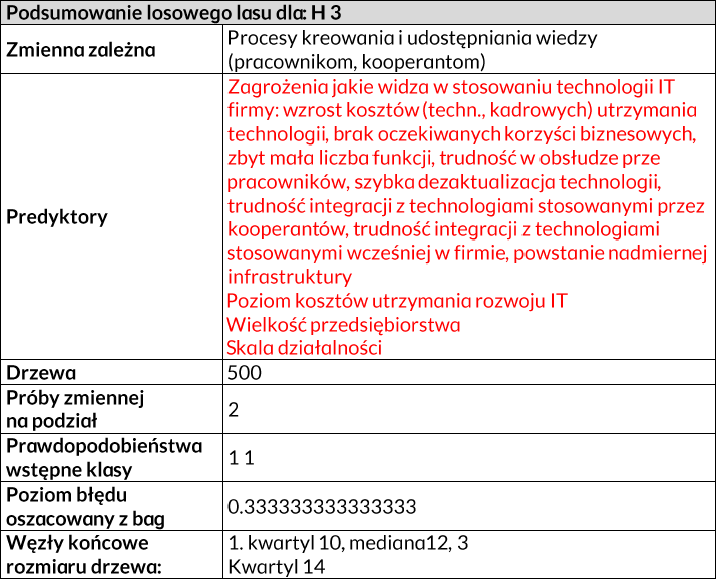 Podsumowanie losowego lasu dla: H 3
Zmienna zależna
Procesy kreowania i udostępniania wiedzy
(pracownikom, kooperantom)
Predyktory
Zagrożenia jakie widza w stosowaniu technologii IT
firmy: wzrost kosztów (techn., kadrowych) utrzymania
technologii, brak oczekiwanych korzyści biznesowych,
zbyt mała liczba funkcji, trudność w obsłudze prze
pracowników, szybka dezaktualizacja technologii,
trudność integracji z technologiami stosowanymi przez
kooperantów, trudność integracji z technologiami
stosowanymi wcześniej w firmie, powstanie nadmiernej
infrastruktury
Poziom kosztów utrzymania rozwoju IT
Wielkość przedsiębiorstwa
Skala działalności
Drzewa
500
Próby zmiennej
na podział
2
Prawdopodobieństwa
wstępne klasy
1 1
Poziom błędu
oszacowany z bag
0.333333333333333
Węzły końcowe
rozmiaru drzewa:
1. kwartyl 10, mediana12, 3
Kwartyl 14